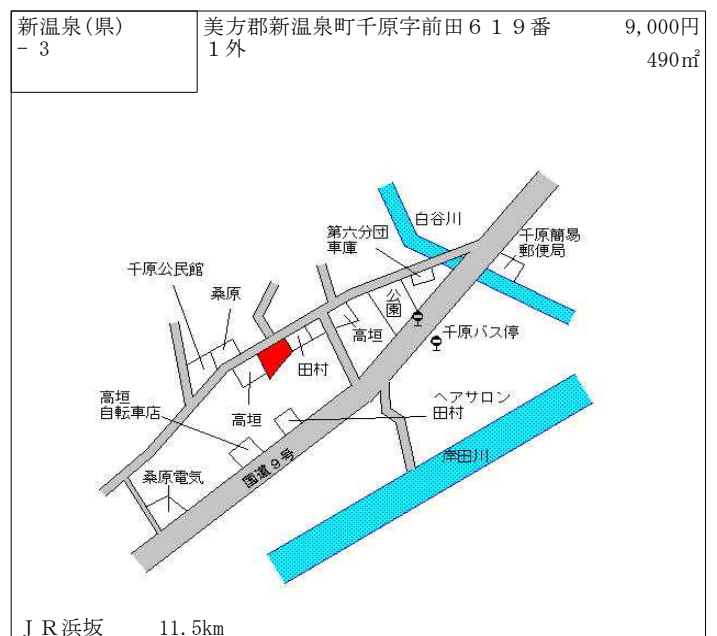 新温泉(県)
- 3
美方郡新温泉町千原字前田６１９番
１外
9,000円
490㎡
白谷川
第六分団
車庫
千原簡易
郵便局
千原公民館
桑原
公園
高垣
千原バス停
田村
高垣
自転車店
高垣
ヘアサロン
田村
国道９号
岸田川
桑原電気
ＪＲ浜坂 11.5km